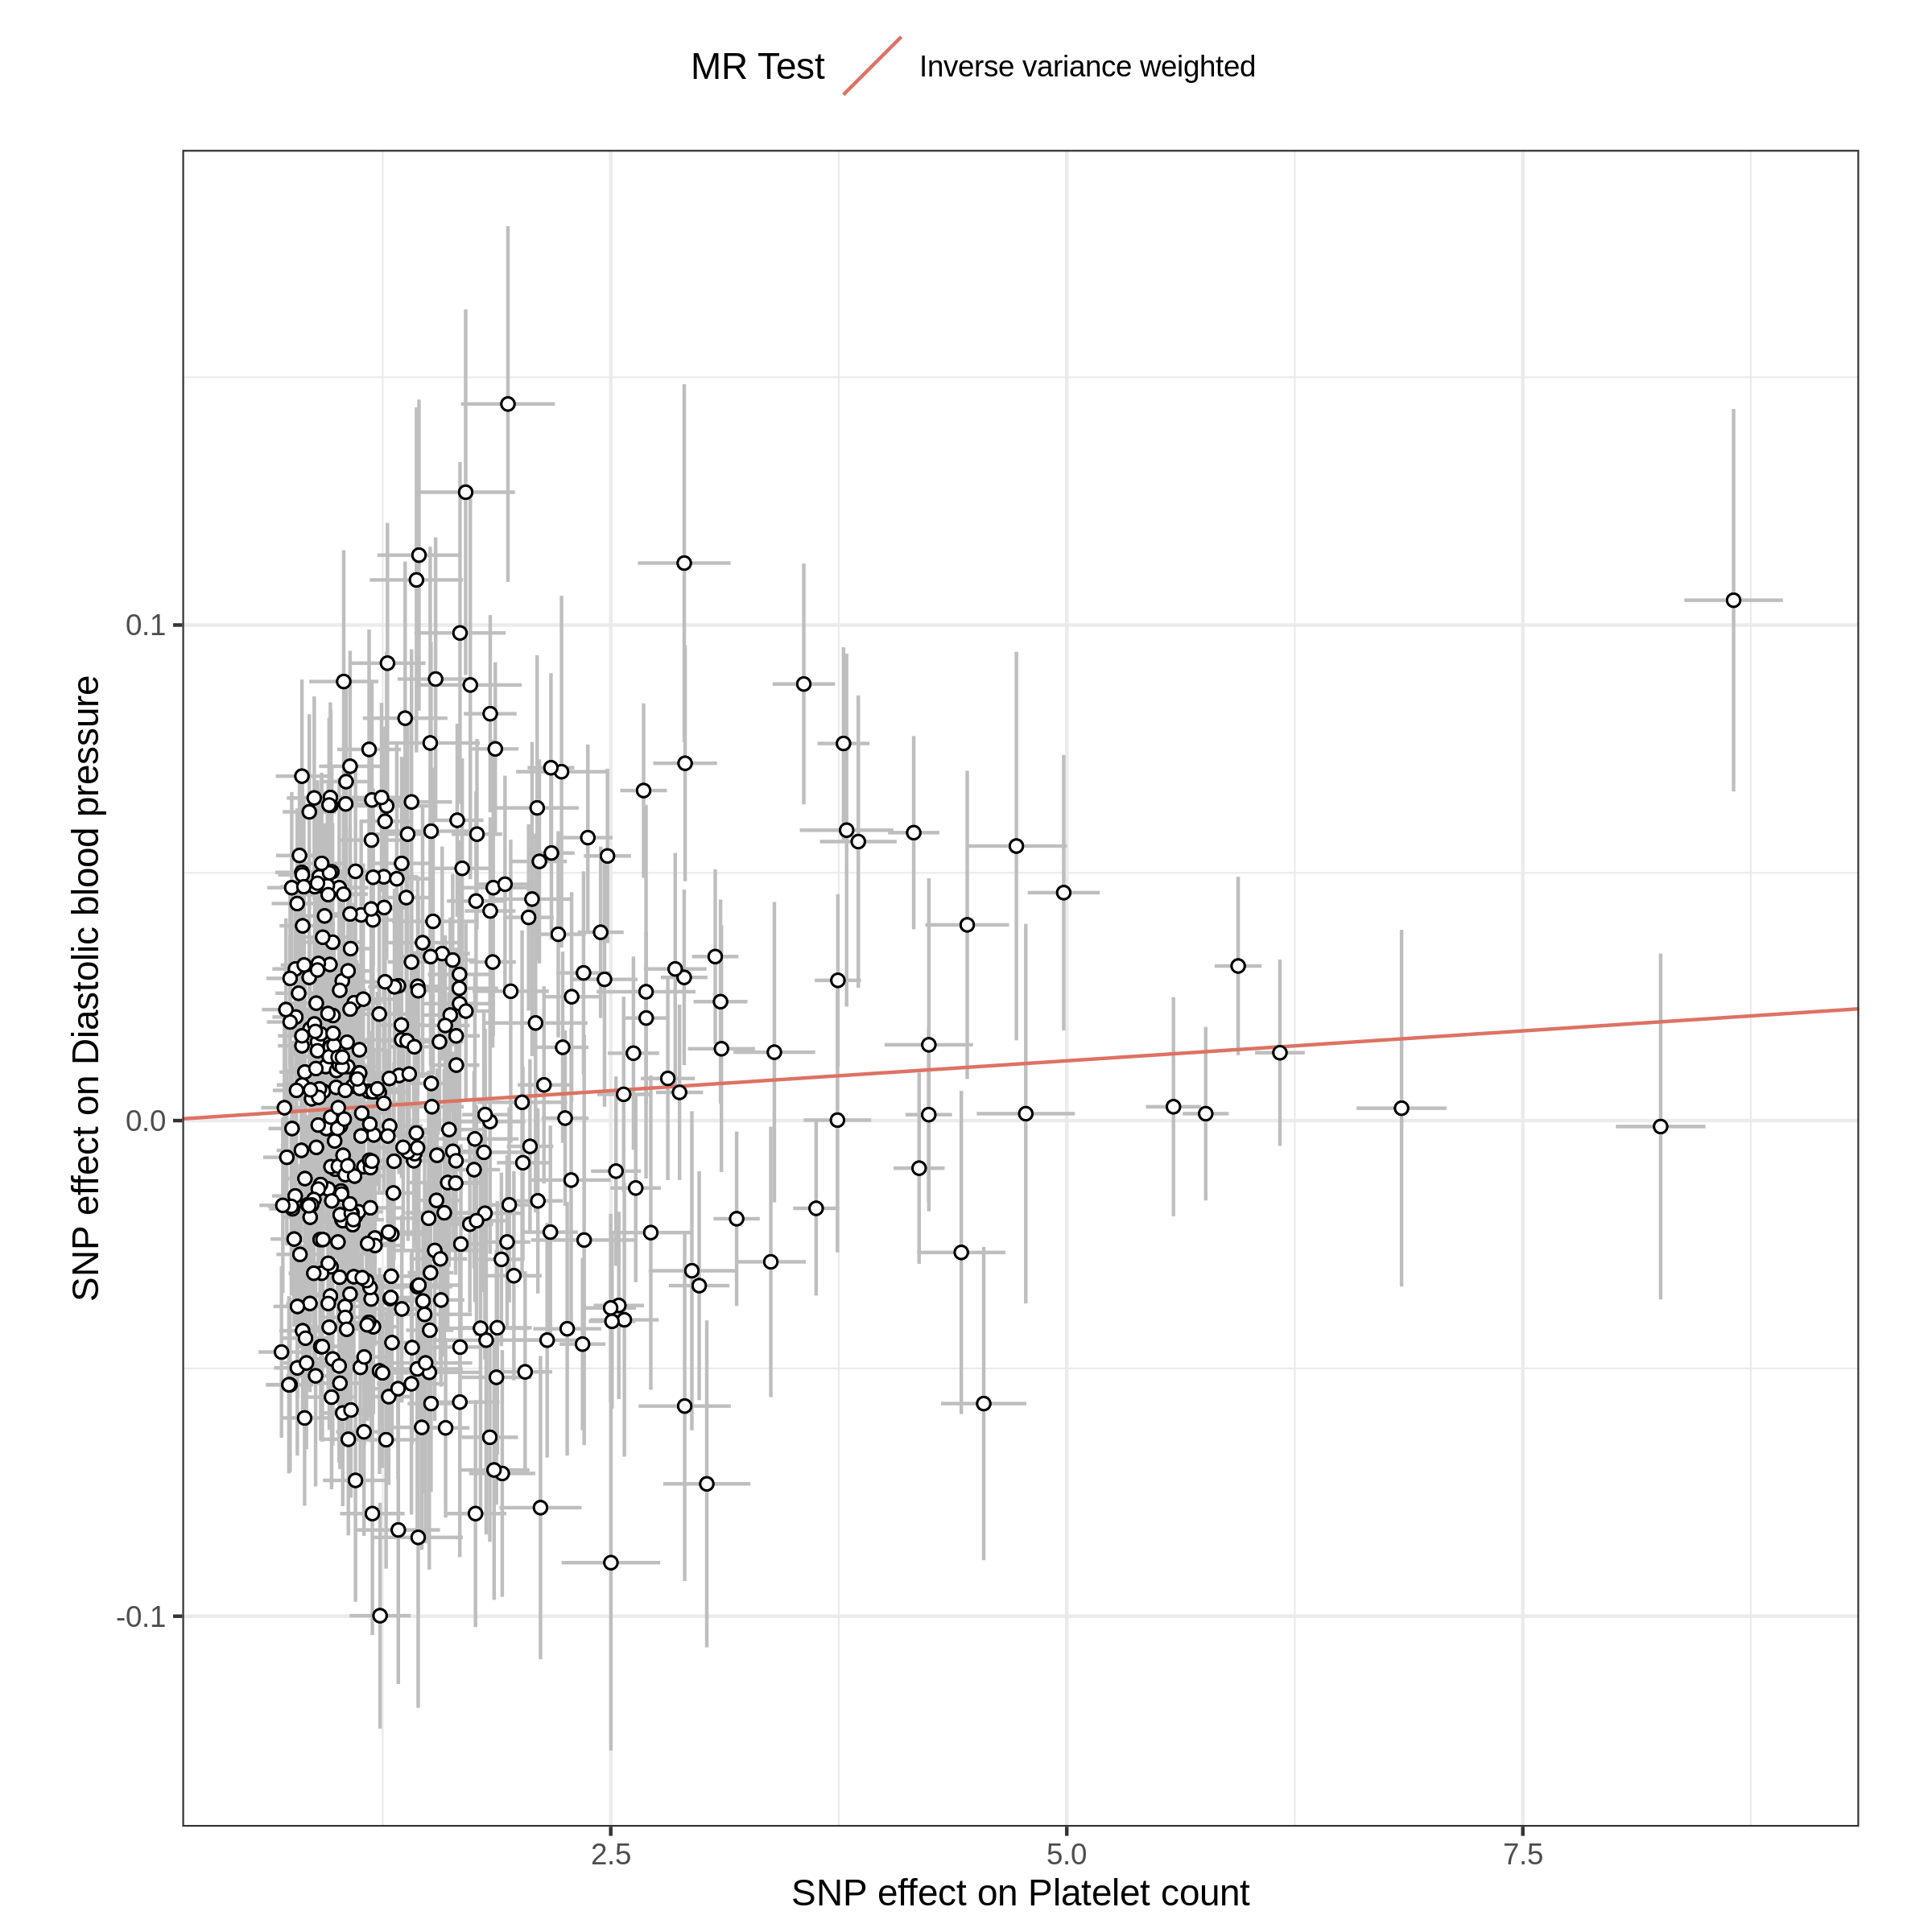 MR Test
Inverse variance weighted
SNP effect on Diastolic blood pressure
0.1
0.0
-0.1
2.5
5.0
7.5
SNP effect on Platelet count